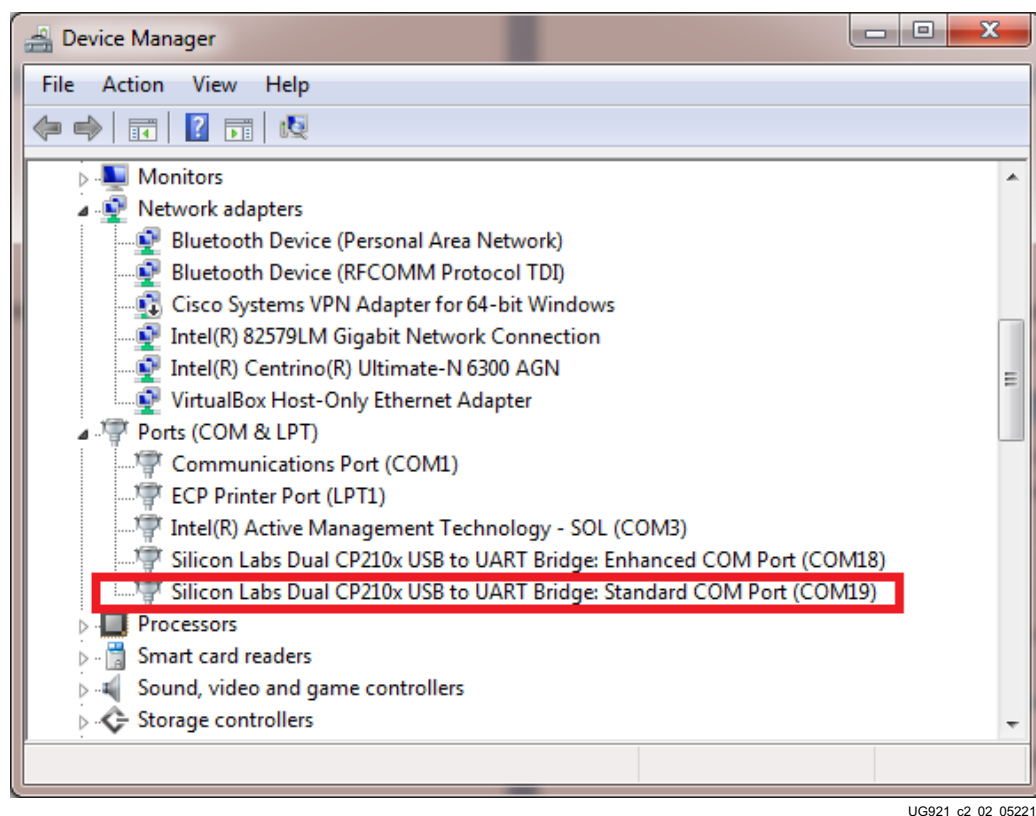 Device Manager
File Action View Help
Monitors
Network adapters
Bluetooth Device (Personal Area Network)
Bluetooth Device (RFCOMM Protocol TDI)
Cisco Systems VPN Adapter for 64-bit Windows
Intel(R) 82579LM Gigabit Network Connection
Intel(R) Centrino(R) Ultimate-N 6300 AGN
VirtualBox Host-Only Ethernet Adapter
Ports (COM & LPT)
Communications Port (COM1)
ECP Printer Port (LPT1)
Intel(R) Active Management Technology - SOL (COM3)
Silicon Labs Dual CP210x USB to UART Bridge: Enhanced COM Port (COM18)
Silicon Labs Dual CP210x USB to UART Bridge: Standard COM Port (COM19)
Processors
Smart card readers
Sound, video and game controllers
Storage controllers
UG921_c2_02_05221